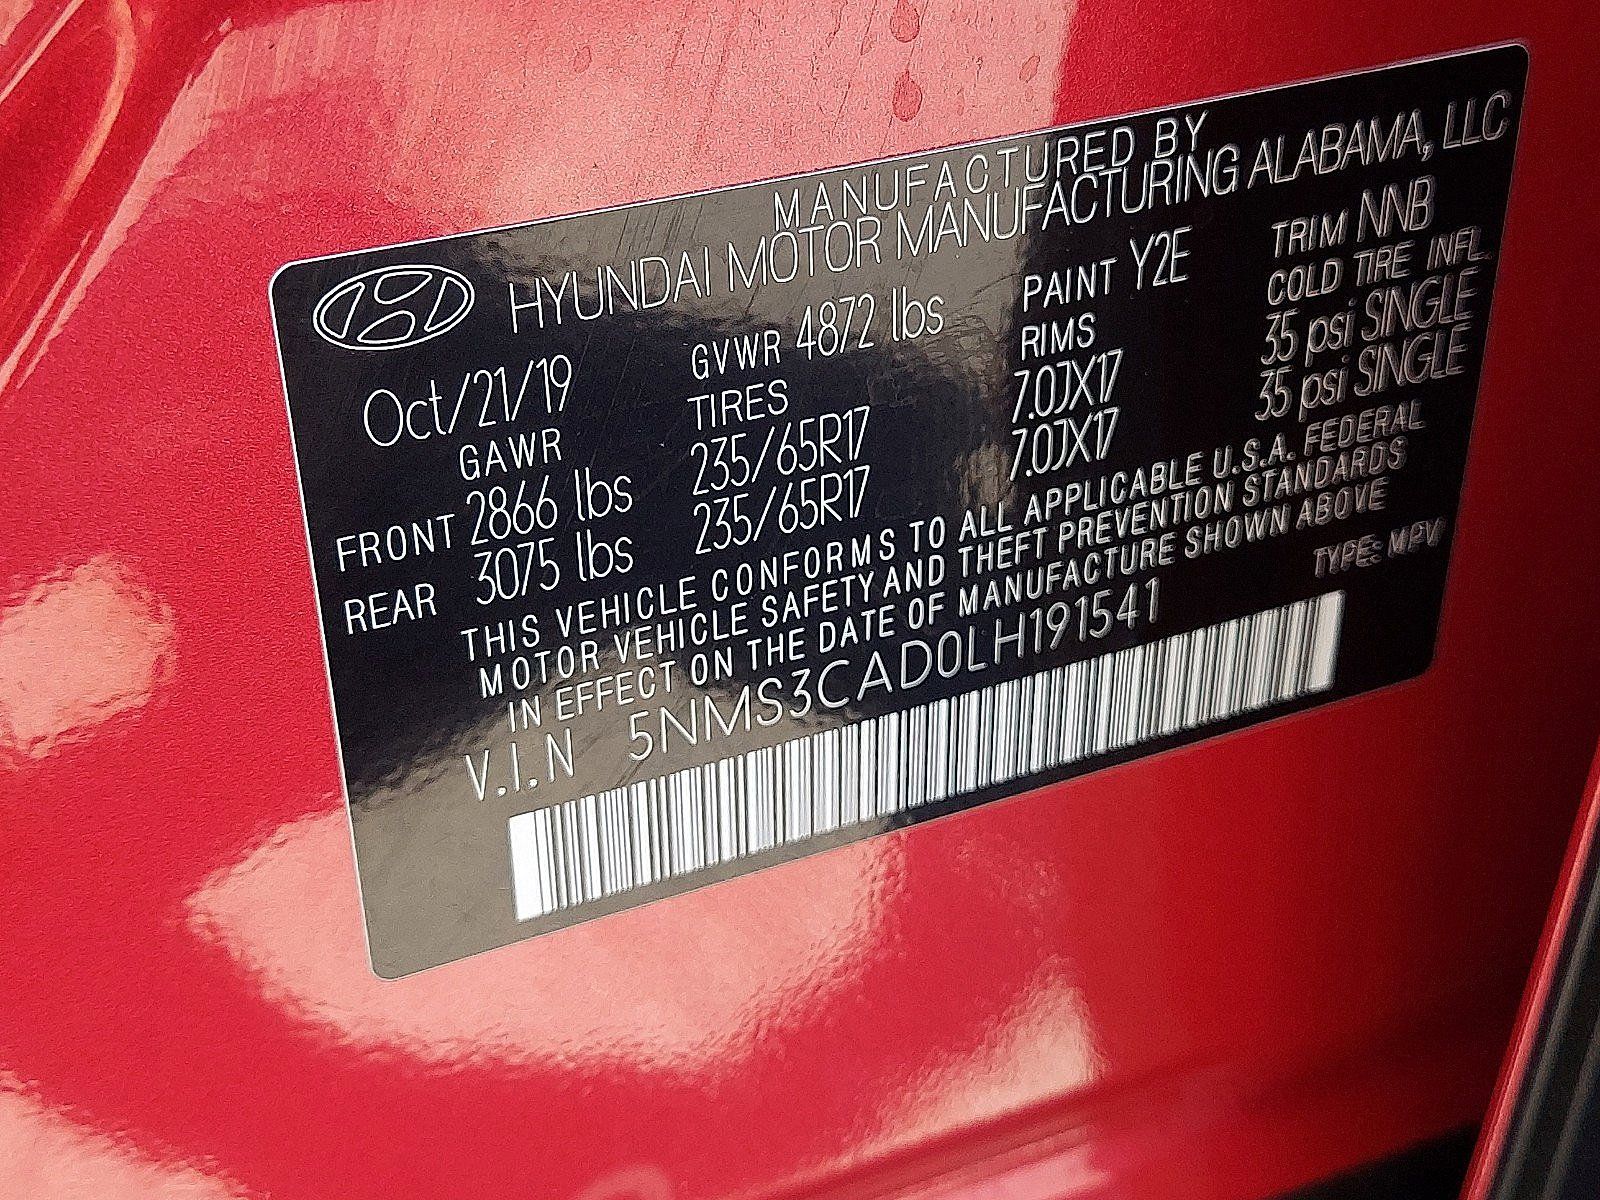 MANUFACTURED BY
HYUNDAI MOTOR MANUFACTURING ALABAMA, LLC
Oct/21/19 GVWR 4872 lbs PAINT Y2E TRIM NNB
GAWR TIRES RIMS COLD TIRE INFL.
FRONT 2866 lbs 235/65R17 7.0JX17 35 psi SINGLE
REAR 3075 lbs 235/65R17 7.0JX17 35 psi SINGLE
THIS VEHICLE CONFORMS TO ALL APPLICABLE U.S.A. FEDERAL
MOTOR VEHICLE SAFETY AND THEFT PREVENTION STANDARDS
IN EFFECT ON THE DATE OF MANUFACTURE SHOWN ABOVE
V.I.N 5NMS3CAD0LH191541 TYPE: MPV